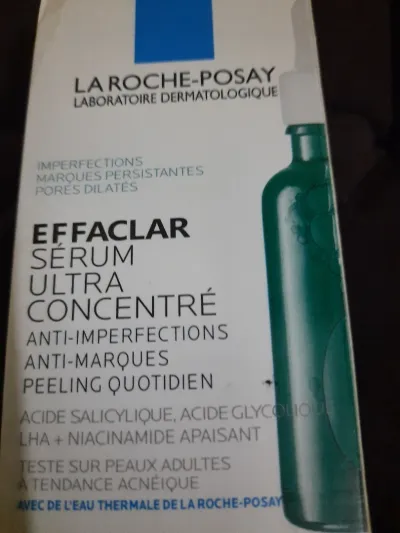 LA ROCHE-POSAY
LABORATOIRE DERMATOLOGIQUE
IMPERFECTIONS
MARQUES PERSISTANTES
PORES DILATÉS
EFFACLAR
SÉRUM
ULTRA
CONCENTRÉ
ANTI-IMPERFECTIONS
ANTI-MARQUES
PEELING QUOTIDIEN
ACIDE SALICYLIQUE, ACIDE GLYCOLIQUE
LHA + NIACINAMIDE APAISANT
TESTE SUR PEAUX ADULTES
À TENDANCE ACNÉIQUE
AVEC DE L'EAU THERMALE DE LA ROCHE-POSAY